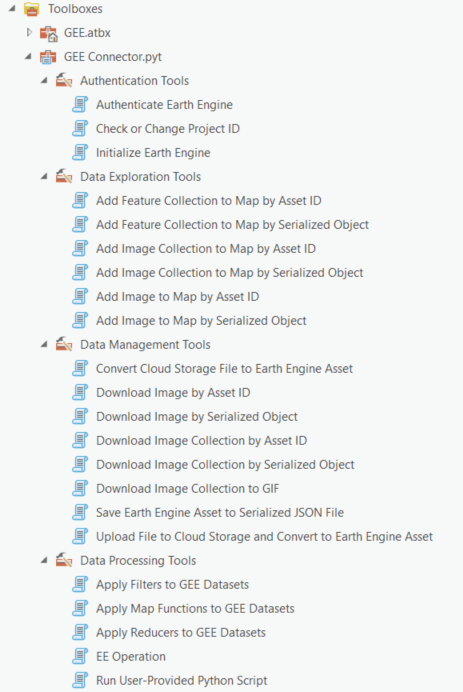 Toolboxes
GEE.atbx
GEE Connector.pyt
Authentication Tools
Authenticate Earth Engine
Check or Change Project ID
Initialize Earth Engine
Data Exploration Tools
Add Feature Collection to Map by Asset ID
Add Feature Collection to Map by Serialized Object
Add Image Collection to Map by Asset ID
Add Image Collection to Map by Serialized Object
Add Image to Map by Asset ID
Add Image to Map by Serialized Object
Data Management Tools
Convert Cloud Storage File to Earth Engine Asset
Download Image by Asset ID
Download Image by Serialized Object
Download Image Collection by Asset ID
Download Image Collection by Serialized Object
Download Image Collection to GIF
Save Earth Engine Asset to Serialized JSON File
Upload File to Cloud Storage and Convert to Earth Engine Asset
Data Processing Tools
Apply Filters to GEE Datasets
Apply Map Functions to GEE Datasets
Apply Reducers to GEE Datasets
EE Operation
Run User-Provided Python Script